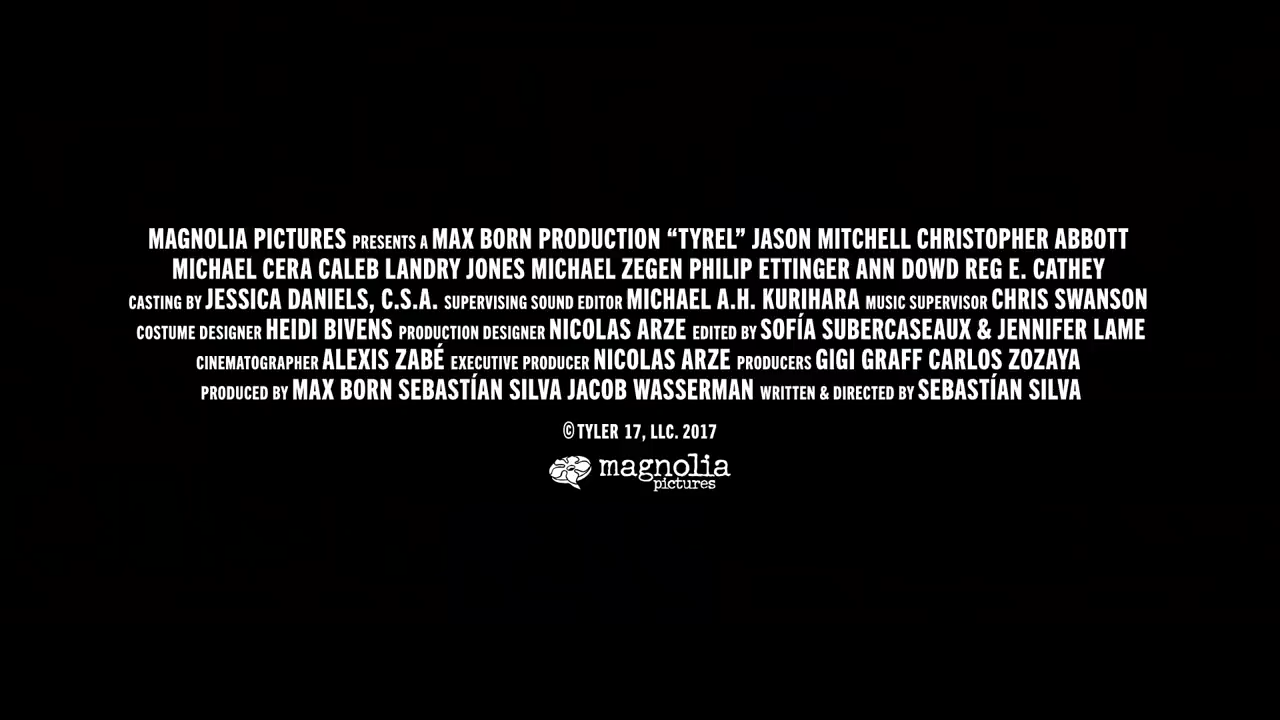 MAGNOLIA PICTURES PRESENTS A MAX BORN PRODUCTION “TYREL” JASON MITCHELL CHRISTOPHER ABBOTT
MICHAEL CERA CALEB LANDRY JONES MICHAEL ZEGEN PHILIP ETTINGER ANN DOWD REG E. CATHEY
CASTING BY JESSICA DANIELS, C.S.A. SUPERVISING SOUND EDITOR MICHAEL A.H. KURIHARA MUSIC SUPERVISOR CHRIS SWANSON
COSTUME DESIGNER HEIDI BIVENS PRODUCTION DESIGNER NICOLAS ARZE EDITED BY SOFÍA SUBERCASEAUX & JENNIFER LAME
CINEMATOGRAPHER ALEXIS ZABÉ EXECUTIVE PRODUCER NICOLAS ARZE PRODUCERS GIGI GRAFF CARLOS ZOZAYA
PRODUCED BY MAX BORN SEBASTÍAN SILVA JACOB WASSERMAN WRITTEN & DIRECTED BY SEBASTÍAN SILVA
© TYLER 17, LLC. 2017
magnolia
pictures